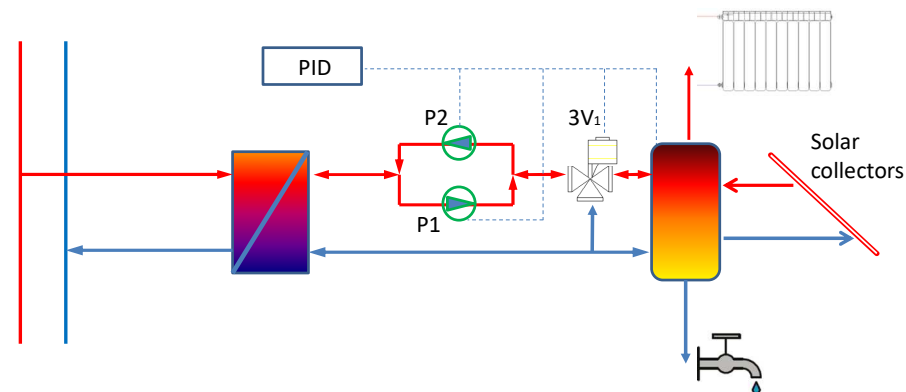 PID
P2
3V₁
Solar
collectors
P1